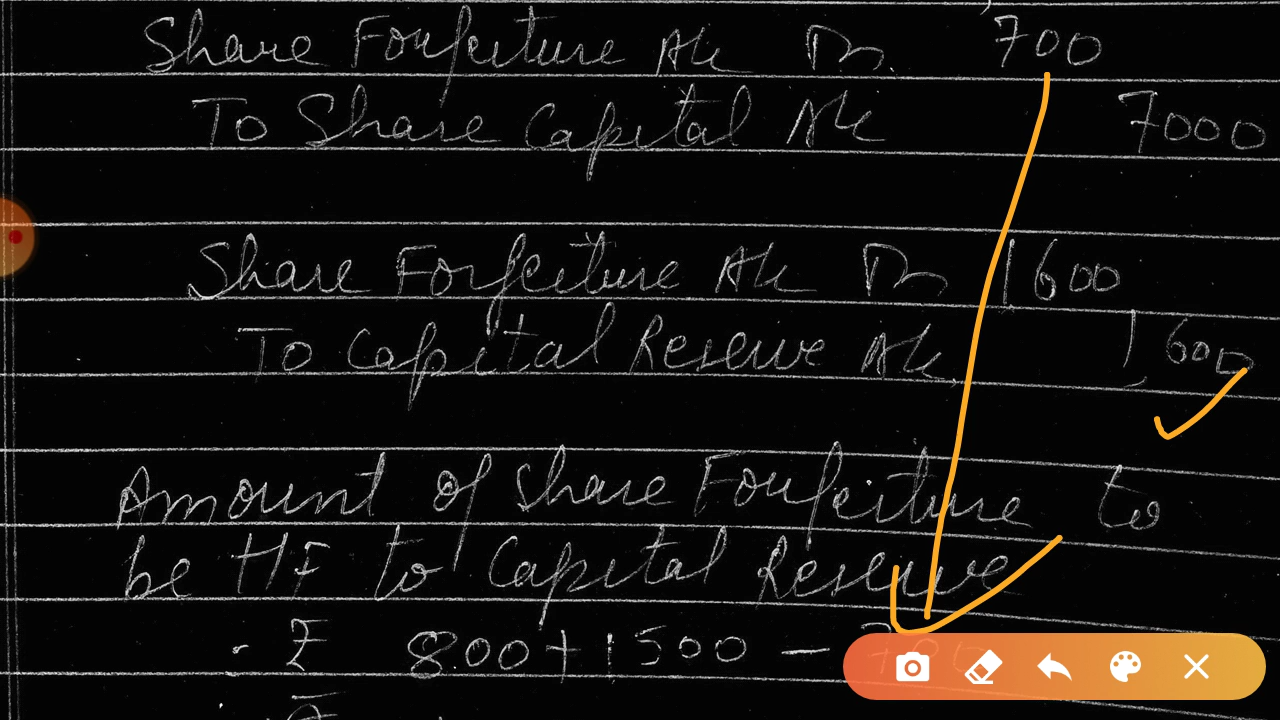 Share Forfeiture A/c Dr. 700
To Share Capital A/c 7000
Share Forfeiture A/c Dr 1600
To Capital Reserve A/c 1600
Amount of Share Forfeiture to
be T/F to Capital Reserve
₹ 800 + 1500 - 700